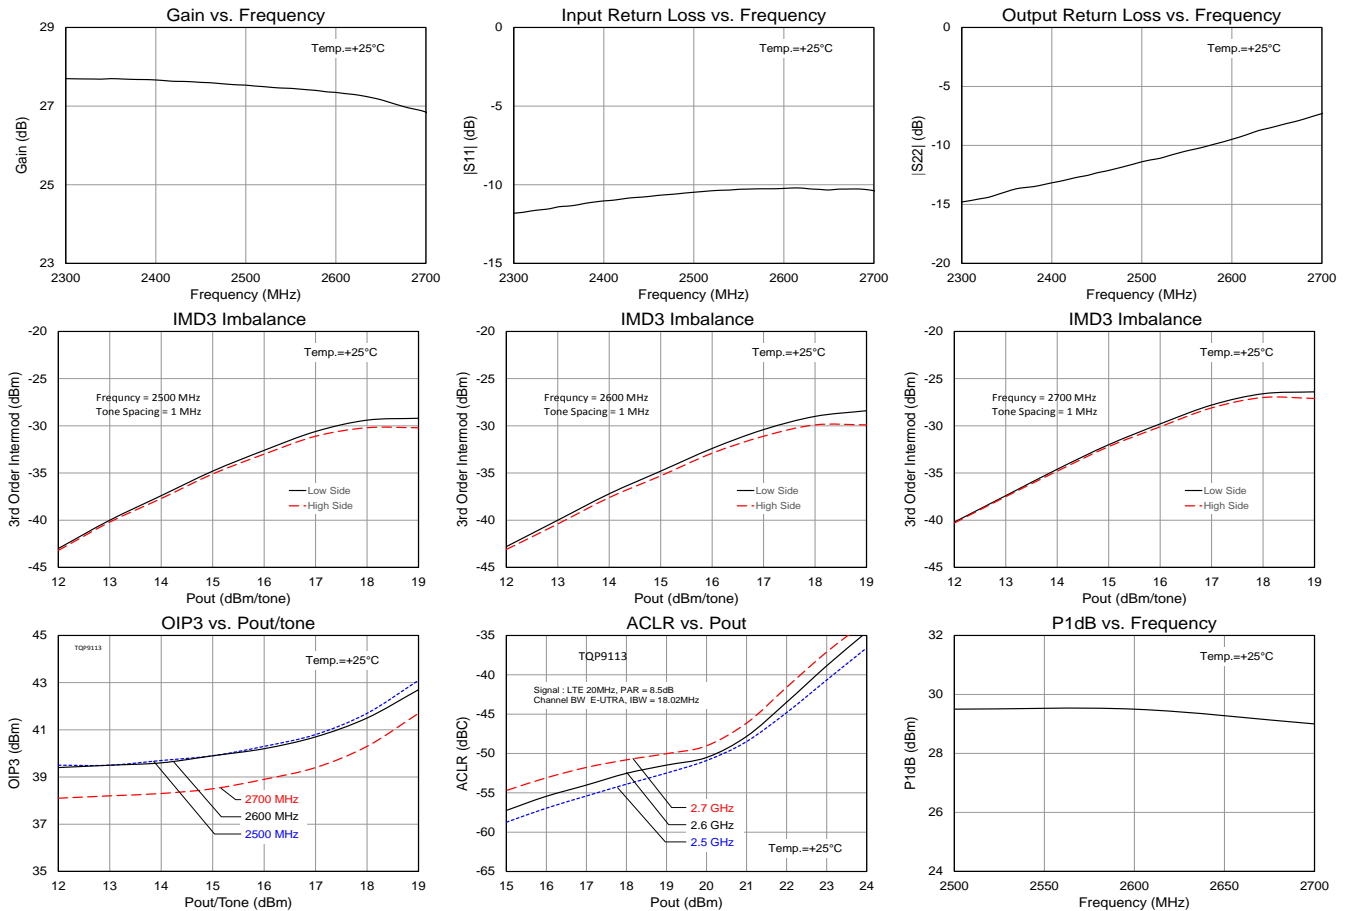 Gain vs. Frequency
29
27
25
23
Gain (dB)
Temp.=+25°C
2300 2400 2500 2600 2700
Frequency (MHz)
Input Return Loss vs. Frequency
0
-5
-10
-15
|S11| (dB)
Temp.=+25°C
2300 2400 2500 2600 2700
Frequency (MHz)
Output Return Loss vs. Frequency
0
-5
-10
-15
-20
|S22| (dB)
Temp.=+25°C
2300 2400 2500 2600 2700
Frequency (MHz)
IMD3 Imbalance
-20
-25
-30
-35
-40
-45
3rd Order Intermod (dBm)
Temp.=+25°C
Frequncy = 2500 MHz
Tone Spacing = 1 MHz
Low Side
High Side
12 13 14 15 16 17 18 19
Pout (dBm/tone)
IMD3 Imbalance
-20
-25
-30
-35
-40
-45
3rd Order Intermod (dBm)
Temp.=+25°C
Frequncy = 2600 MHz
Tone Spacing = 1 MHz
Low Side
High Side
12 13 14 15 16 17 18 19
Pout (dBm/tone)
IMD3 Imbalance
-20
-25
-30
-35
-40
-45
3rd Order Intermod (dBm)
Temp.=+25°C
Frequncy = 2700 MHz
Tone Spacing = 1 MHz
Low Side
High Side
12 13 14 15 16 17 18 19
Pout (dBm/tone)
OIP3 vs. Pout/tone
45
43
41
39
37
35
OIP3 (dBm)
TQP9113
Temp.=+25°C
2700 MHz
2600 MHz
2500 MHz
12 13 14 15 16 17 18 19
Pout/Tone (dBm)
ACLR vs. Pout
-35
-40
-45
-50
-55
-60
-65
ACLR (dBC)
TQP9113
Signal : LTE 20MHz, PAR = 8.5dB
Channel BW E-UTRA, IBW = 18.02MHz
2.7 GHz
2.6 GHz
2.5 GHz
Temp.=+25°C
15 16 17 18 19 20 21 22 23 24
Pout (dBm)
P1dB vs. Frequency
32
30
28
26
24
P1dB (dBm)
Temp.=+25°C
2500 2550 2600 2650 2700
Frequency (MHz)